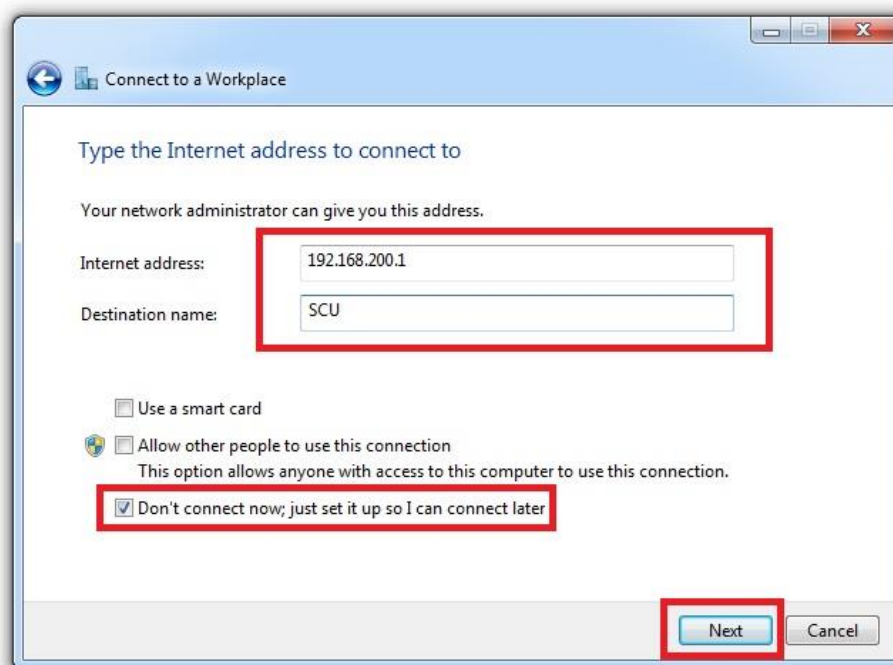 Connect to a Workplace
Type the Internet address to connect to
Your network administrator can give you this address.
Internet address: 192.168.200.1
Destination name: SCU
Use a smart card
Allow other people to use this connection
This option allows anyone with access to this computer to use this connection.
Don't connect now; just set it up so I can connect later
Next Cancel